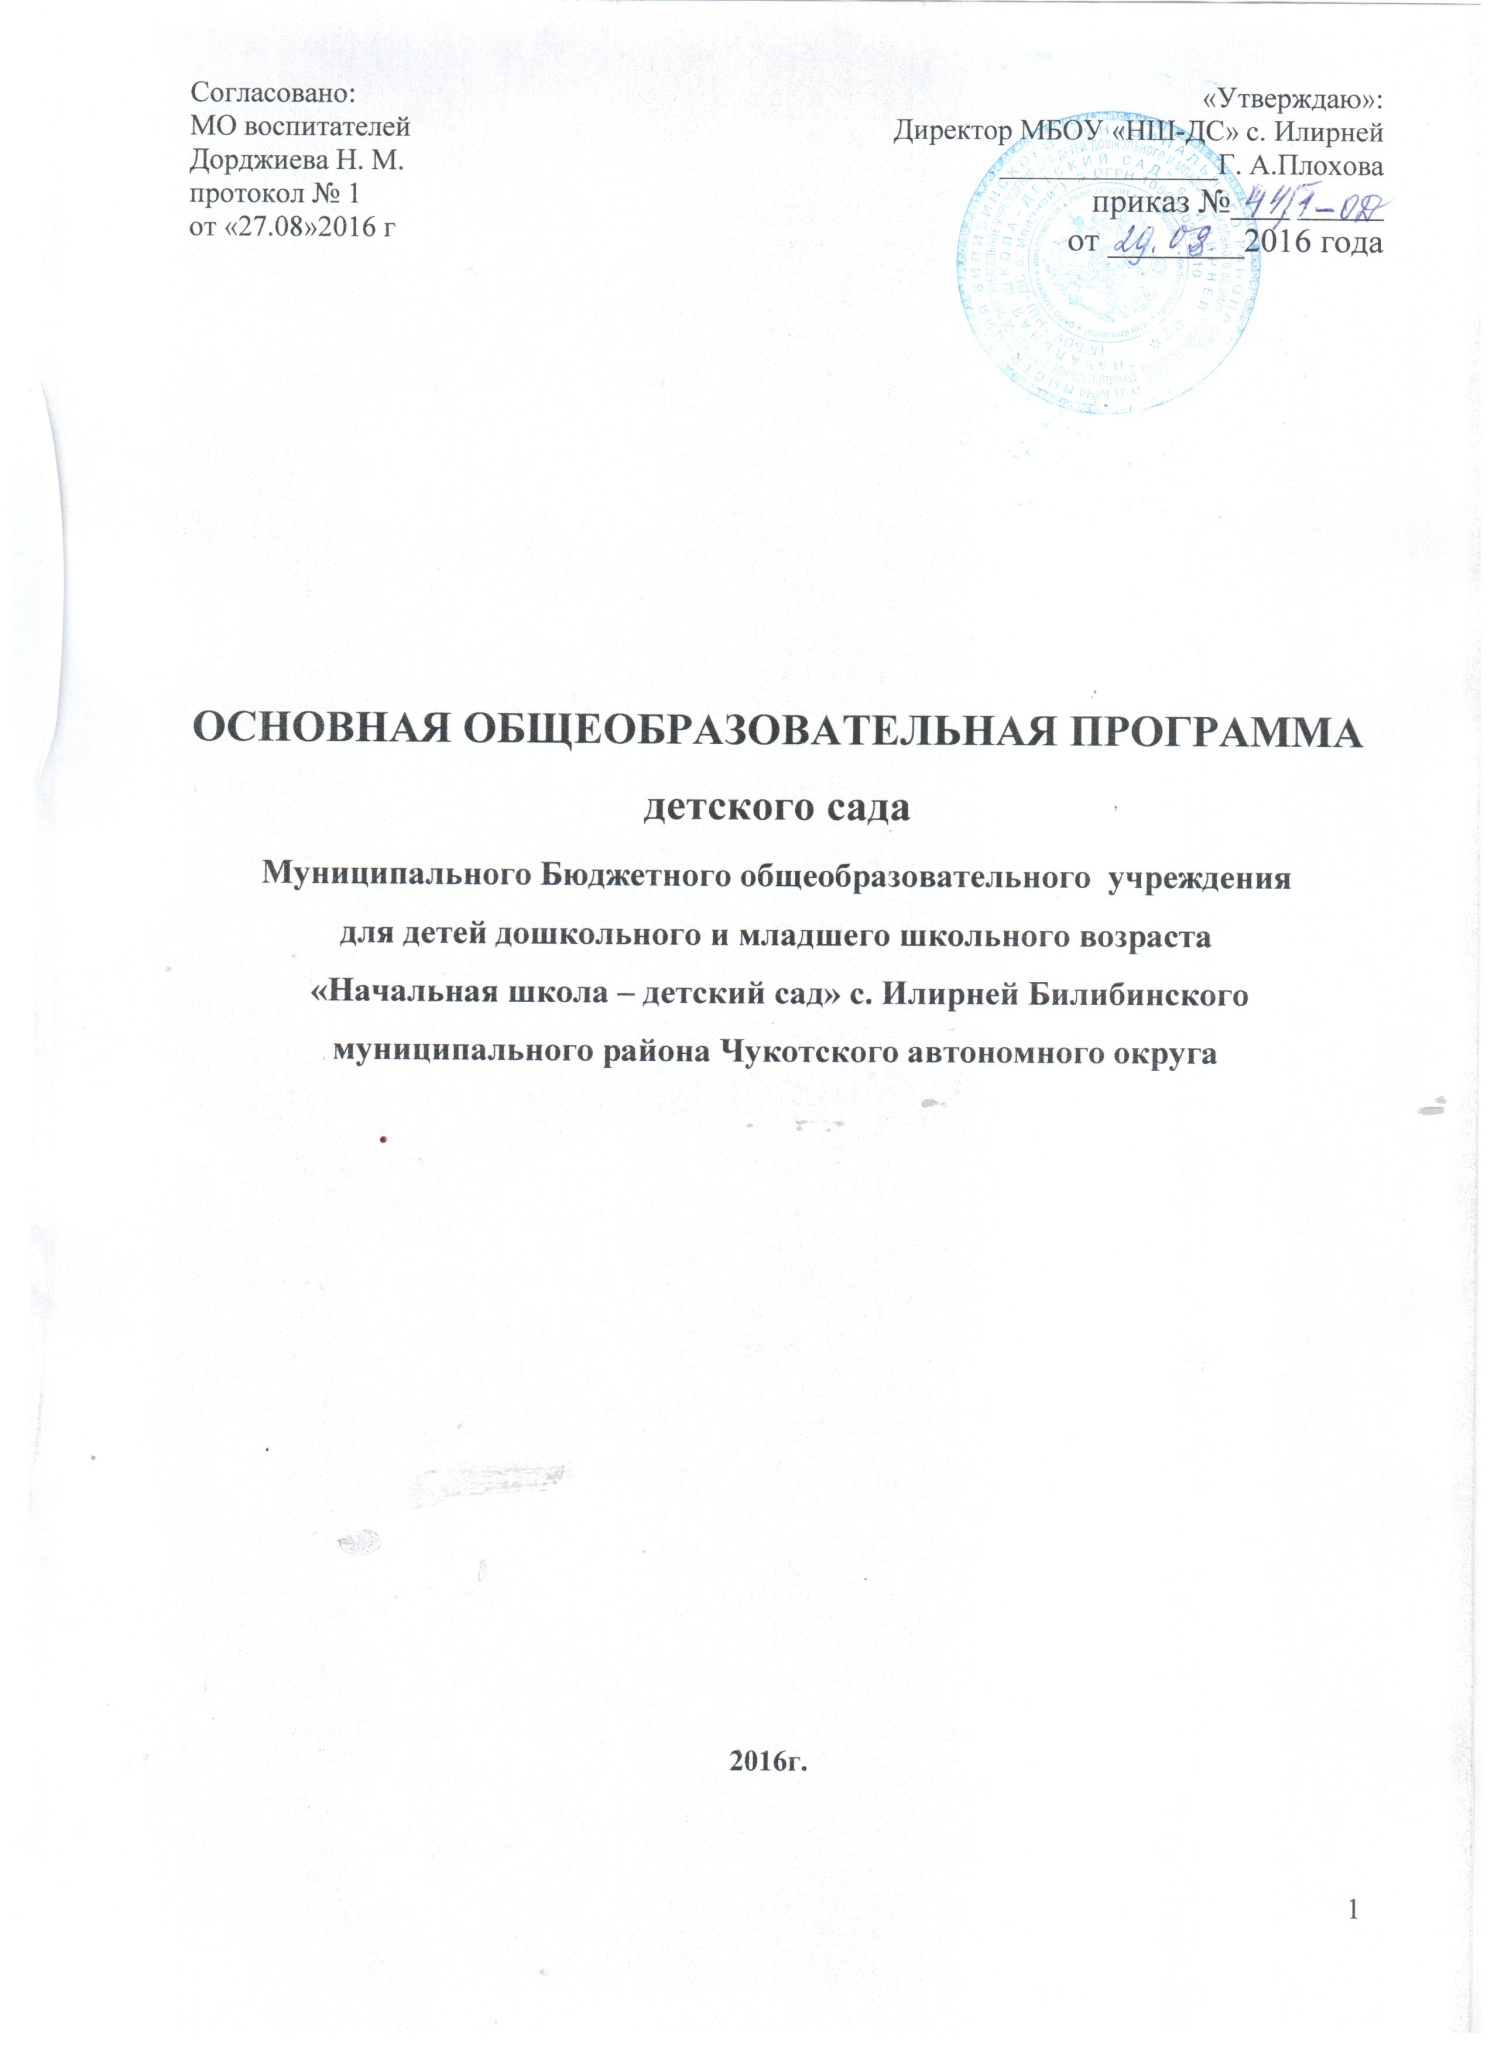 Согласовано:
МО воспитателей
Дорджиева Н. М.
протокол № 1
от «27.08»2016 г
«Утверждаю»:
Директор МБОУ «НШ-ДС» с. Илирней
Г. А.Плохова
приказ №
от 29. 2016 года
ОСНОВНАЯ ОБЩЕОБРАЗОВАТЕЛЬНАЯ ПРОГРАММА
детского сада
Муниципального Бюджетного общеобразовательного учреждения
для детей дошкольного и младшего школьного возраста
«Начальная школа – детский сад» с. Илирней Билибинского
муниципального района Чукотского автономного округа
2016г.
1